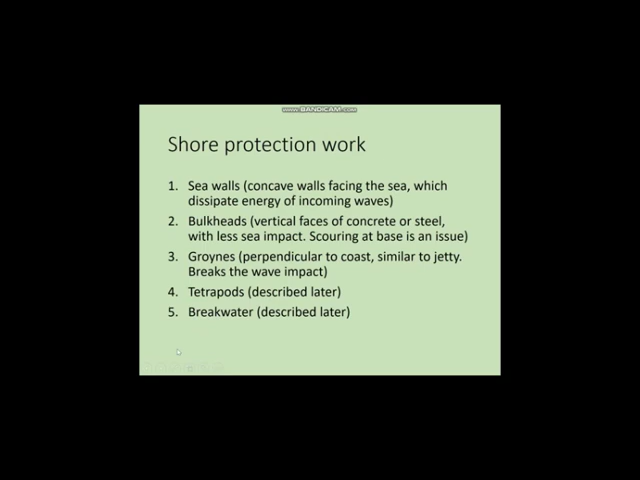 www.BANDICAM.com
Shore protection work
1. Sea walls (concave walls facing the sea, which
dissipate energy of incoming waves)
2. Bulkheads (vertical faces of concrete or steel,
with less sea impact. Scouring at base is an issue)
3. Groynes (perpendicular to coast, similar to jetty.
Breaks the wave impact)
4. Tetrapods (described later)
5. Breakwater (described later)